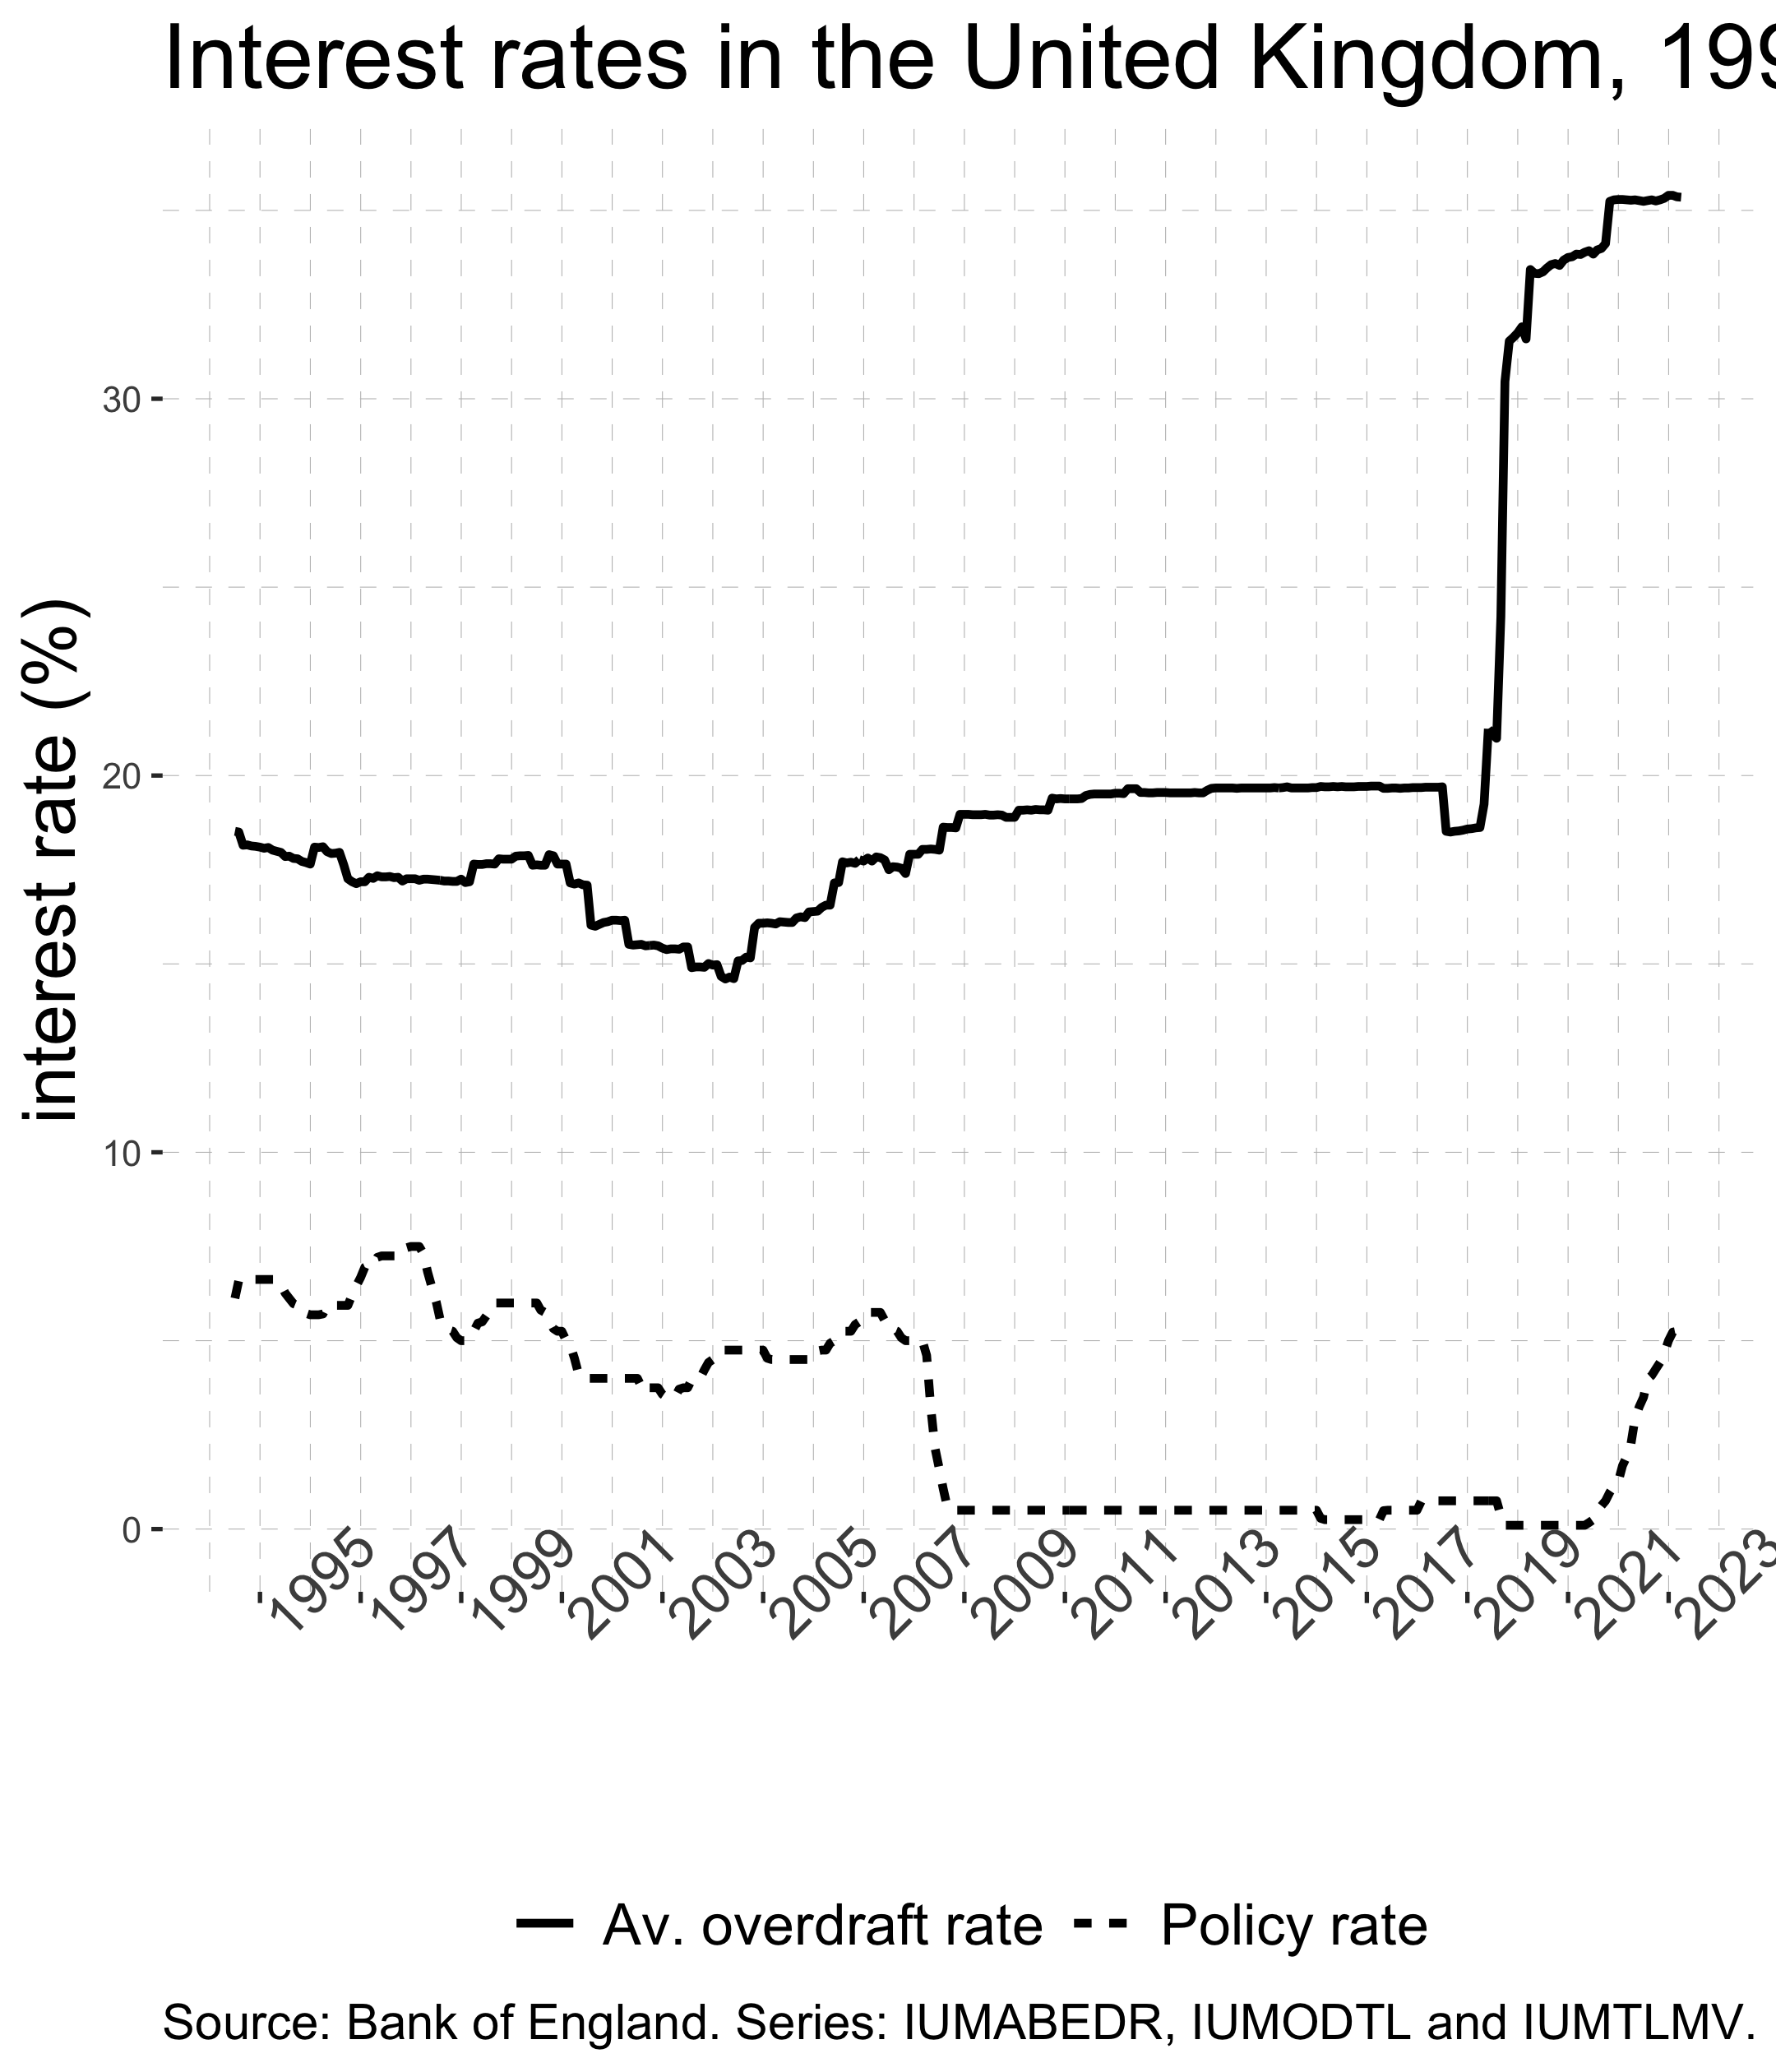 Interest rates in the United Kingdom, 199
interest rate (%)
30
20
10
0
1995 1997 1999 2001 2003 2005 2007 2009 2011 2013 2015 2017 2019 2021 2023
Av. overdraft rate Policy rate
Source: Bank of England. Series: IUMABEDR, IUMODTL and IUMTLMV.